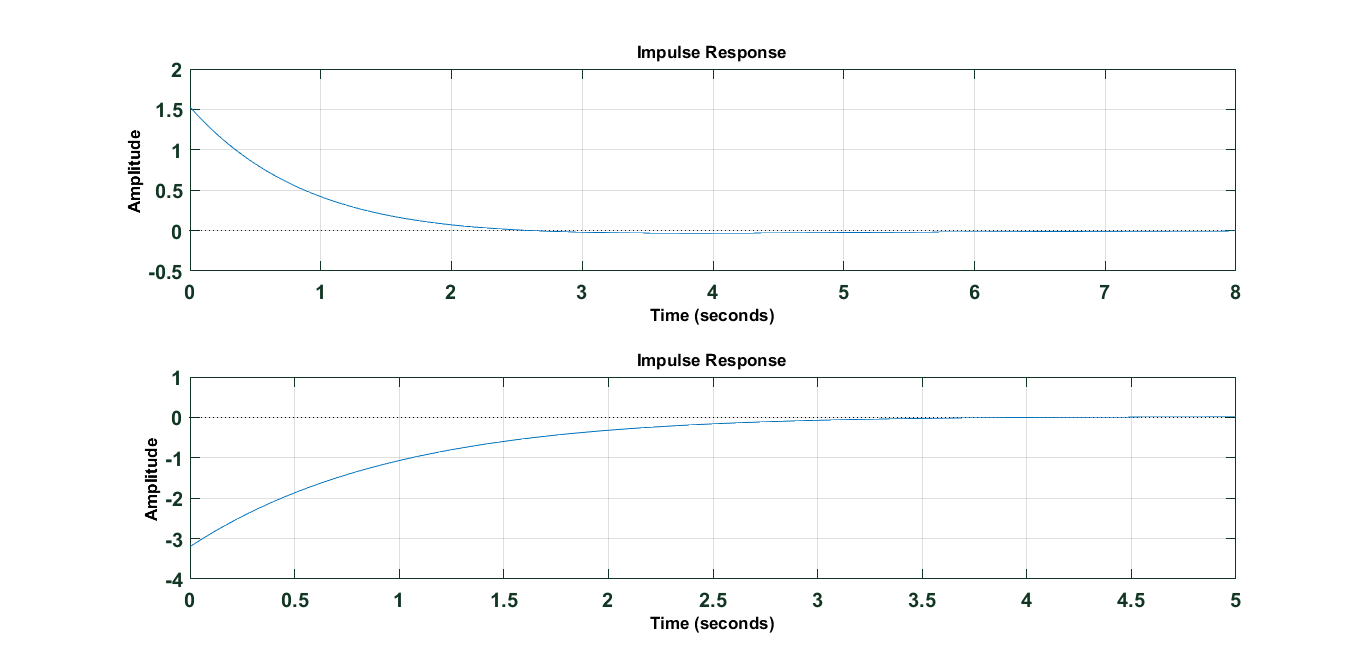 Impulse Response
2
1.5
1
0.5
0
-0.5
Amplitude
0 1 2 3 4 5 6 7 8
Time (seconds)
Impulse Response
1
0
-1
-2
-3
-4
Amplitude
0 0.5 1 1.5 2 2.5 3 3.5 4 4.5 5
Time (seconds)